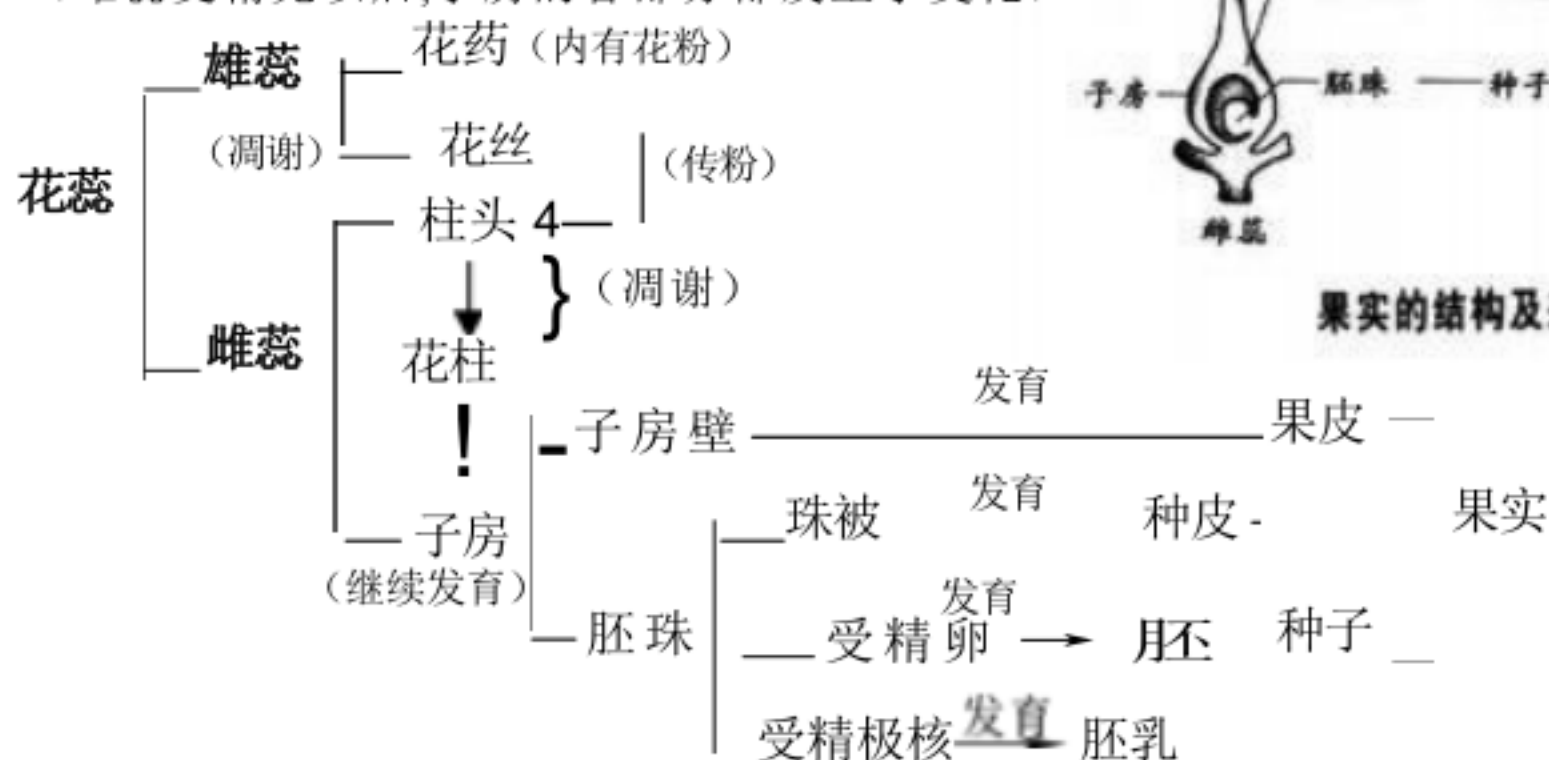 花药（内有花粉）
雄蕊
子房
胚珠
种子
（凋谢）
花丝
（传粉）
花蕊
柱头 4
雌蕊
}（凋谢）
果实的结构及
雌蕊
花柱
发育
!
子房壁
果皮
发育
珠被
种皮 -
果实
子房
（继续发育）
发育
胚珠
受精卵
胚
种子
受精极核
发育
胚乳